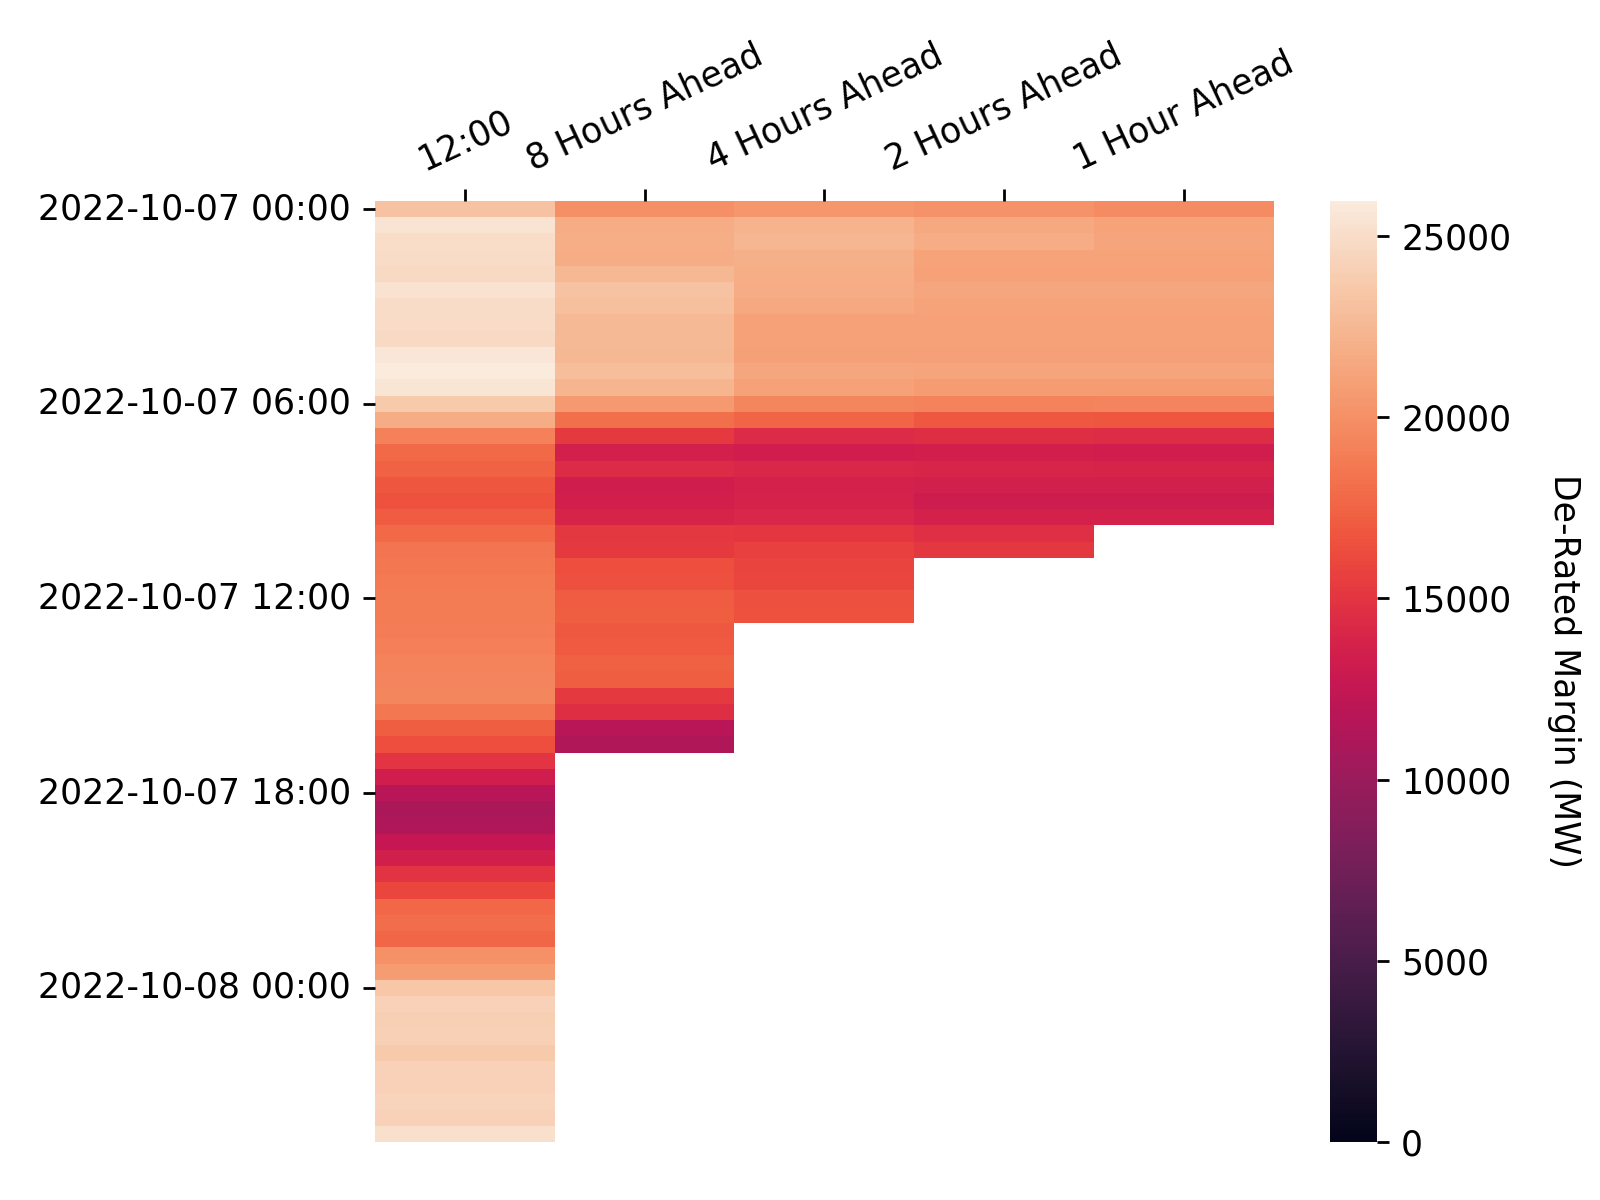 12:00
8 Hours Ahead
4 Hours Ahead
2 Hours Ahead
1 Hour Ahead
2022-10-07 00:00
2022-10-07 06:00
2022-10-07 12:00
2022-10-07 18:00
2022-10-08 00:00
25000
20000
15000
10000
5000
0
De-Rated Margin (MW)